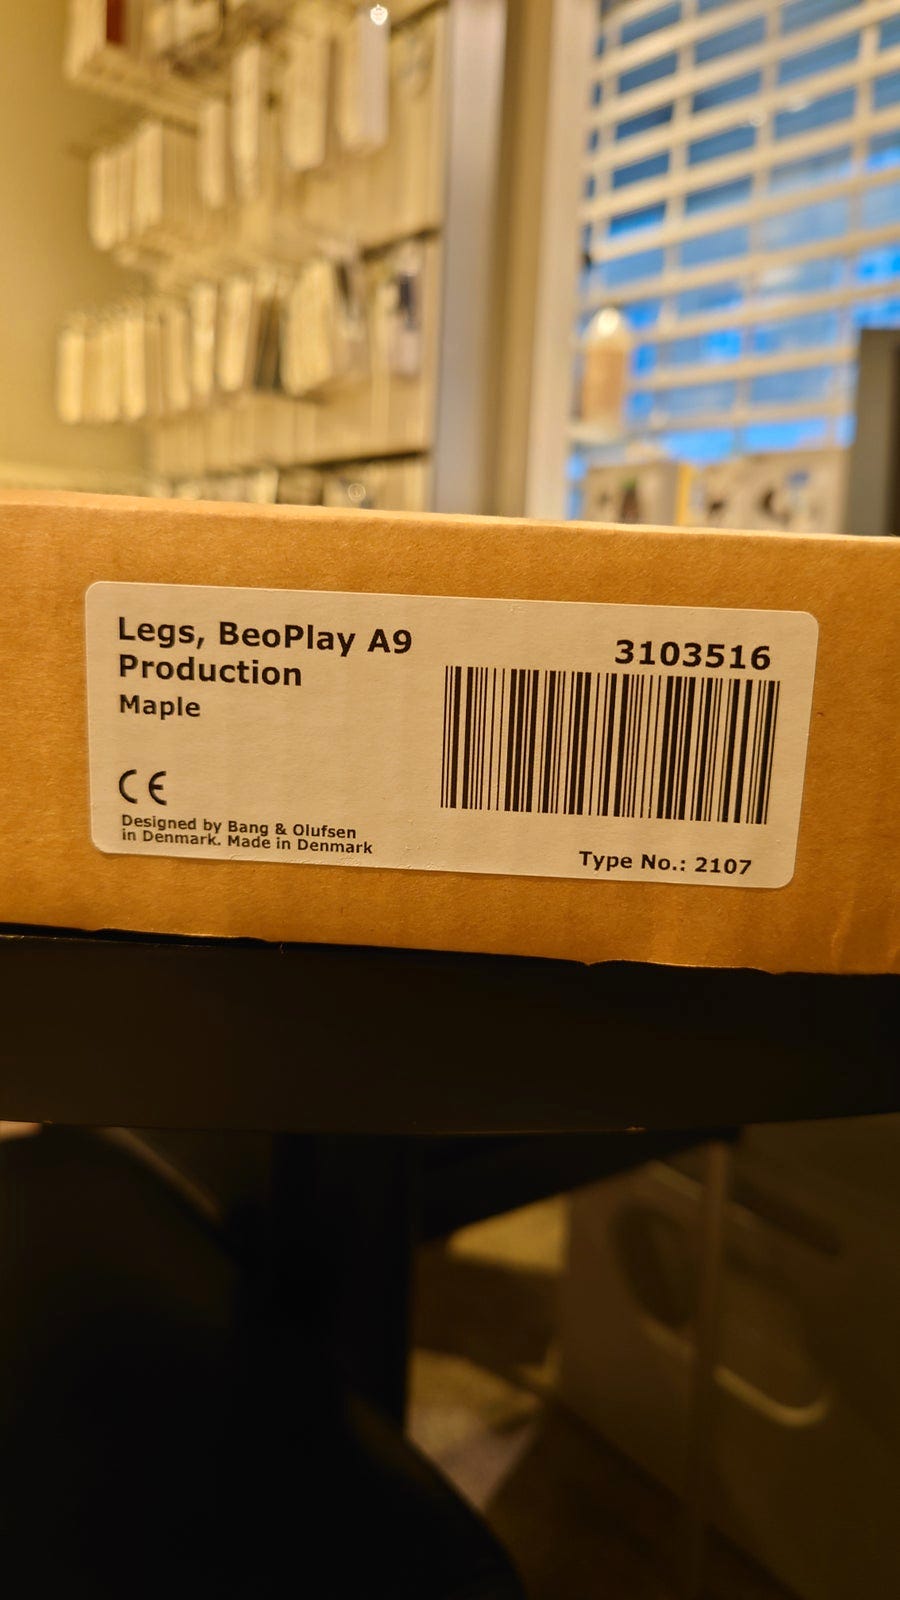 Legs, BeoPlay A9
Production
Maple
3103516
CE
Designed by Bang & Olufsen
in Denmark. Made in Denmark
Type No.: 2107